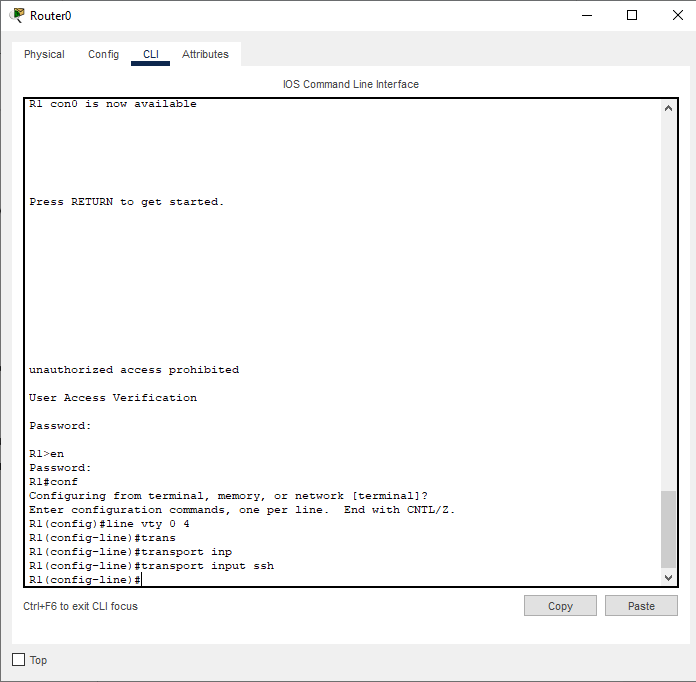 Router0
Physical Config CLI Attributes
IOS Command Line Interface
R1 con0 is now available
Press RETURN to get started.
unauthorized access prohibited
User Access Verification
Password:
R1>en
Password:
R1#conf
Configuring from terminal, memory, or network [terminal]?
Enter configuration commands, one per line.  End with CNTL/Z.
R1(config)#line vty 0 4
R1(config-line)#trans
R1(config-line)#transport inp
R1(config-line)#transport input ssh
R1(config-line)#
Ctrl+F6 to exit CLI focus
Copy Paste
Top